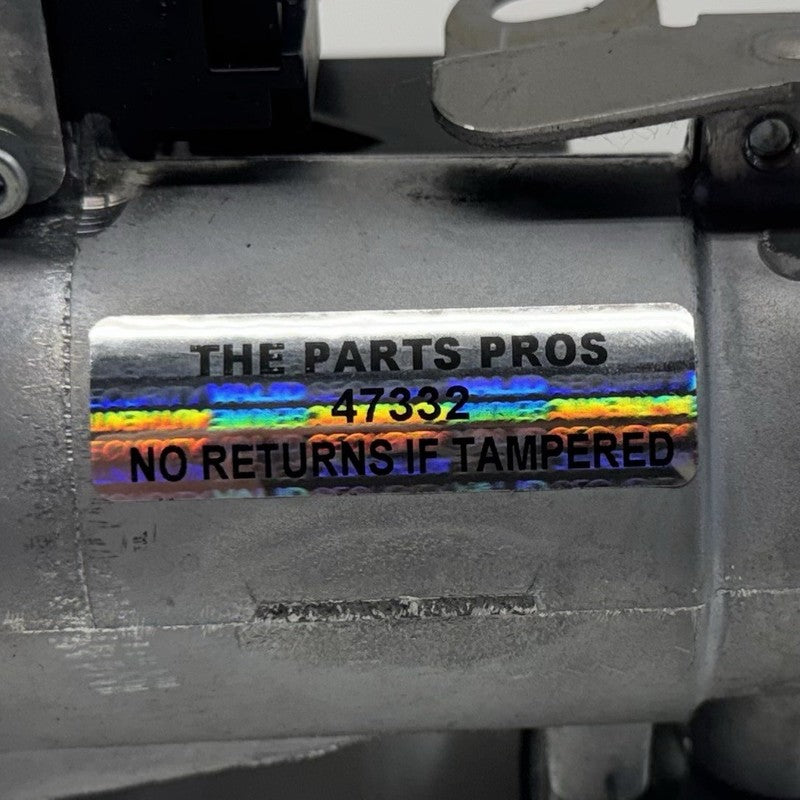 THE PARTS PROS
47332
NO RETURNS IF TAMPERED